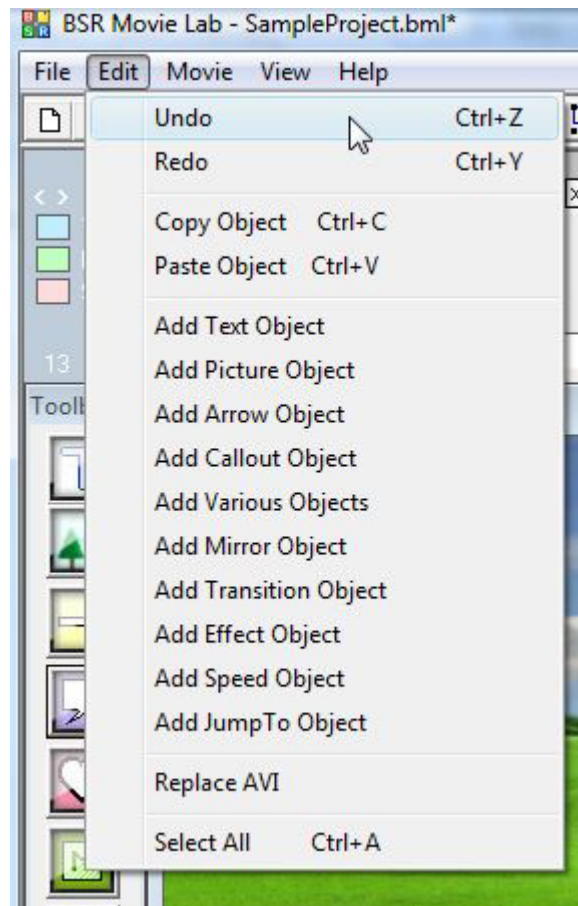 BSR Movie Lab - SampleProject.bml*
File Edit Movie View Help
Undo Ctrl+Z
Redo Ctrl+Y
Copy Object Ctrl+C
Paste Object Ctrl+V
Add Text Object
Add Picture Object
13
Add Arrow Object
Add Callout Object
Add Various Objects
Add Mirror Object
Add Transition Object
Add Effect Object
Add Speed Object
Add JumpTo Object
Replace AVI
Select All Ctrl+A